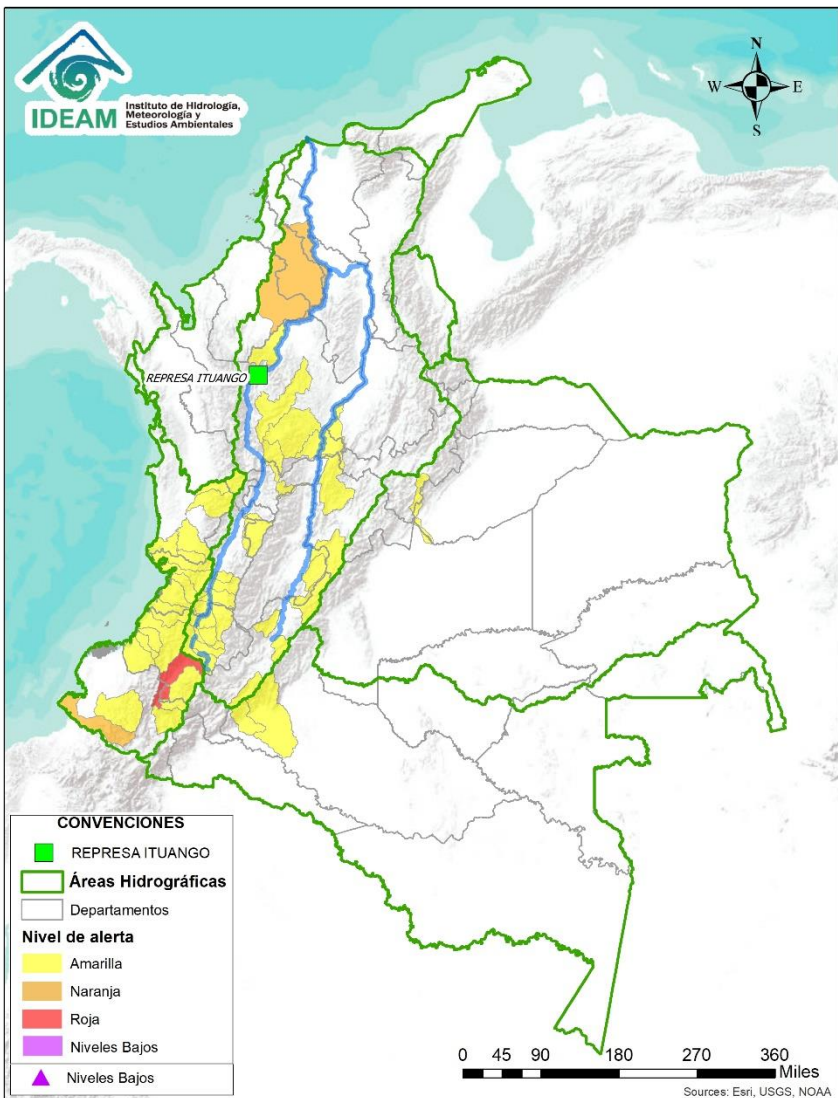 IDEAM
Instituto de Hidrología,
Meteorología y
Estudios Ambientales
N
W
E
S
REPRESA ITUANGO
CONVENCIONES
REPRESA ITUANGO
Áreas Hidrográficas
Departamentos
Nivel de alerta
Amarilla
Naranja
Roja
Niveles Bajos
Niveles Bajos
0 45 90 180 270 360
Miles
Sources: Esri, USGS, NOAA